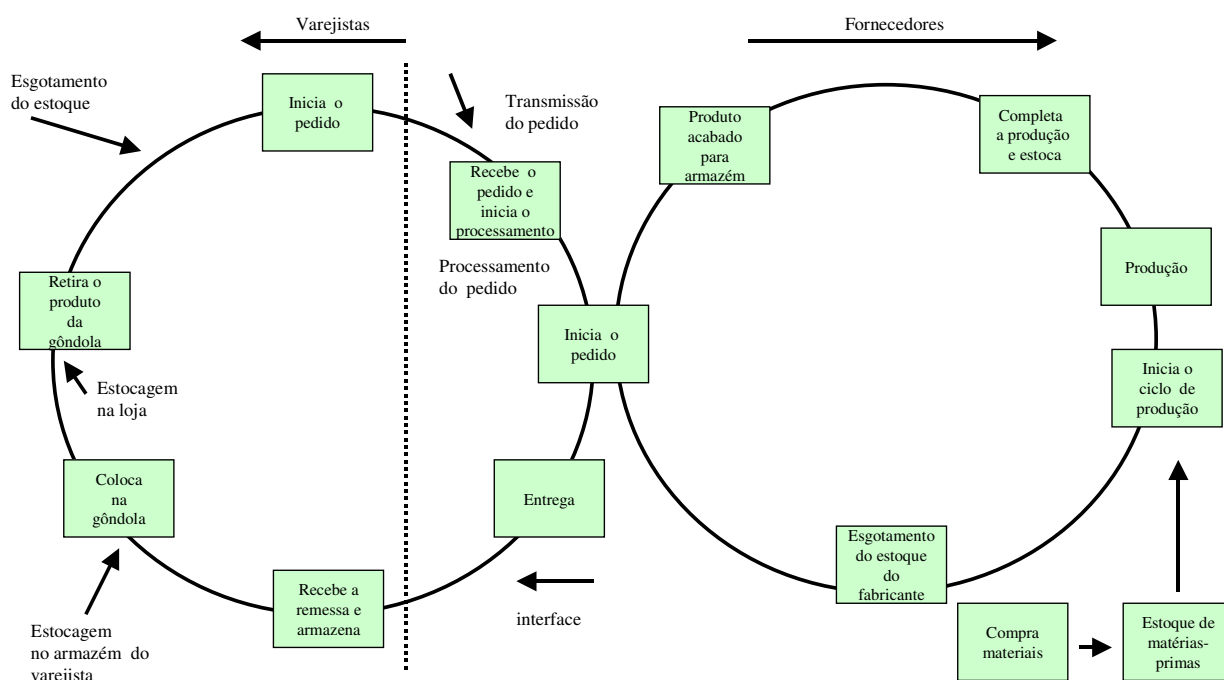 Varejistas
Fornecedores
Esgotamento
do estoque
Inicia o
pedido
Transmissão
do pedido
Recebe o
pedido e
inicia o
processamento
Processamento
do pedido
Retira o
produto
da
gôndola
Estocagem
na loja
Coloca
na
gôndola
Estocagem
no armazém do
varejista
Recebe a
remessa e
armazena
Entrega
interface
Inicia o
pedido
Produto
acabado
para
armazém
Completa
a produção
e estoca
Produção
Inicia o
ciclo de
produção
Esgotamento
do estoque
do
fabricante
Compra
materiais
Estoque de
matérias-
primas